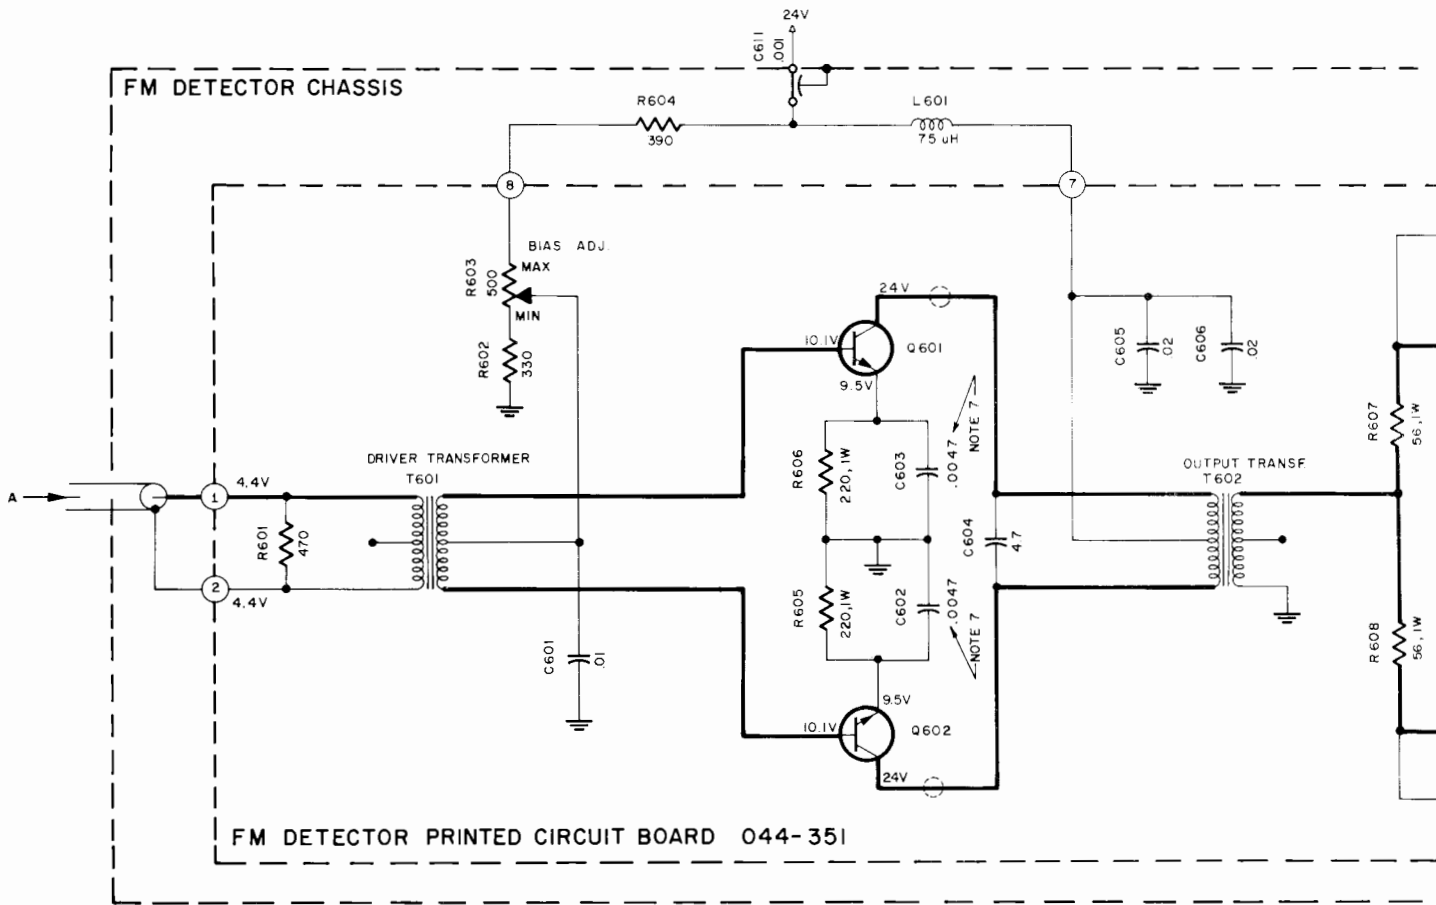 24V
C611
.001
FM DETECTOR CHASSIS
R604
390
L601
75 uH
8
7
BIAS ADJ.
R603
500
MAX
MIN
R602
330
24V
10.1V
Q601
9.5V
C605
.02
C606
.02
R607
56,1W
DRIVER TRANSFORMER
T601
R606
220,1W
C603
.0047
NOTE 7
OUTPUT TRANSF.
T602
A
1
4.4V
R601
470
C604
4.7
2
4.4V
R605
220,1W
C602
.0047
NOTE 7
R608
56,1W
C601
.01
9.5V
10.1V
Q602
24V
FM DETECTOR PRINTED CIRCUIT BOARD 044-351